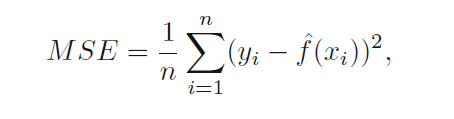 MSE = \frac{1}{n} \sum_{i=1}^{n} (y_i - \hat{f}(x_i))^2,